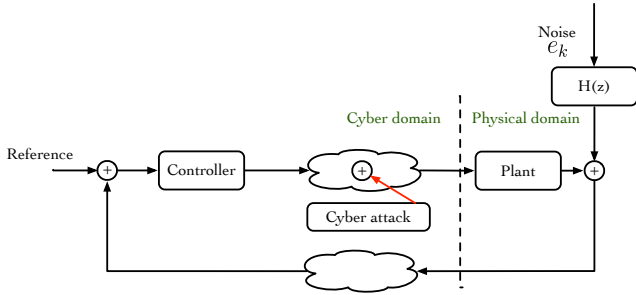 Noise
e_k
H(z)
Cyber domain
Physical domain
Reference
+
Controller
+
Plant
+
Cyber attack